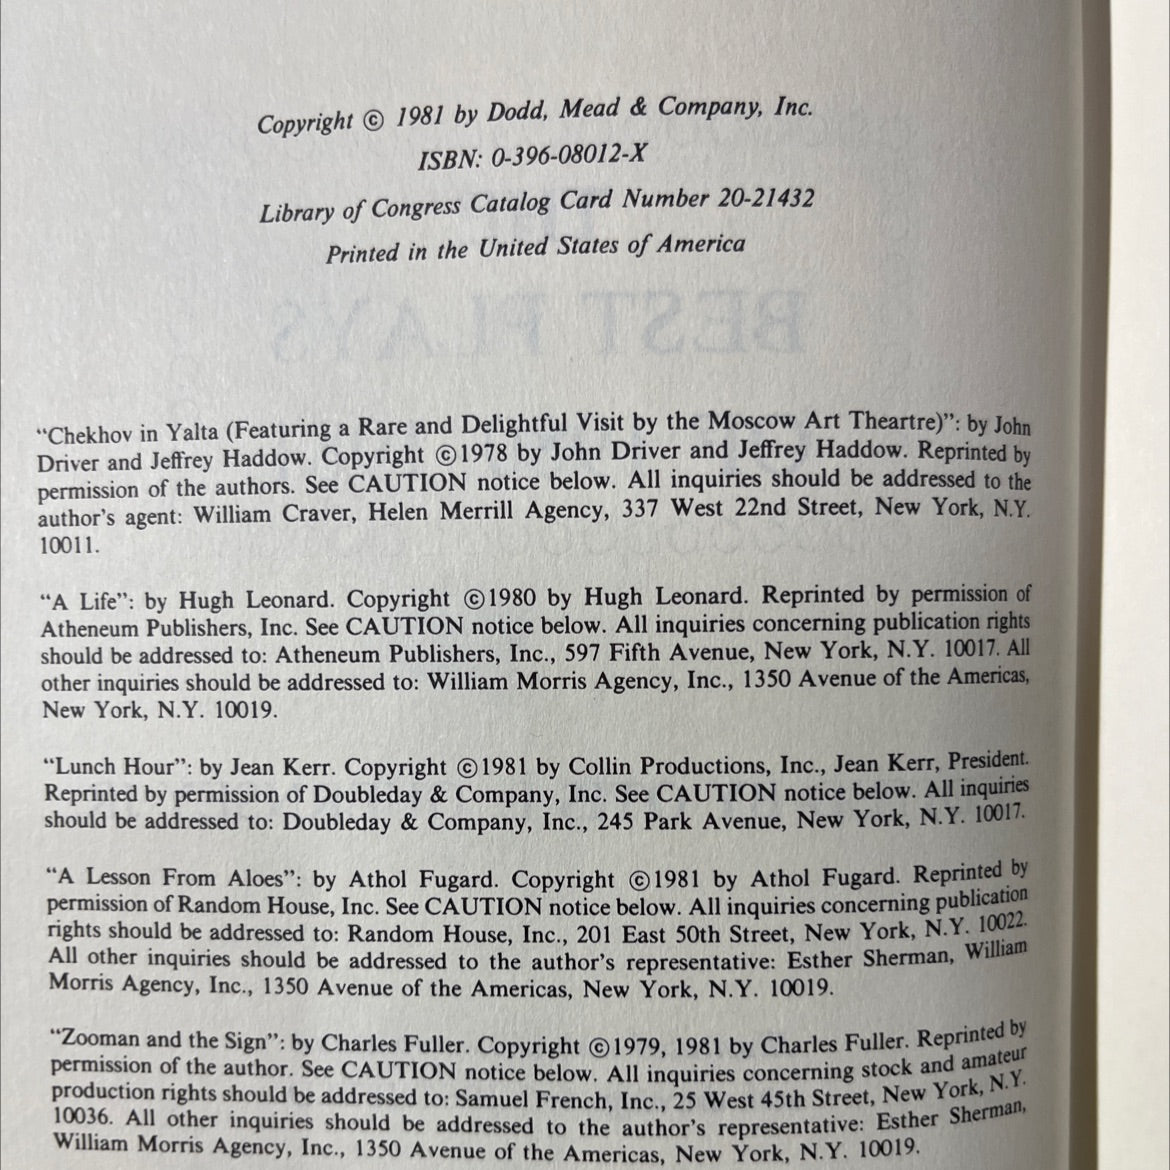 Copyright © 1981 by Dodd, Mead & Company, Inc.
ISBN: 0-396-08012-X
Library of Congress Catalog Card Number 20-21432
Printed in the United States of America
BEST PLAYS
“Chekhov in Yalta (Featuring a Rare and Delightful Visit by the Moscow Art Theartre)”: by John
Driver and Jeffrey Haddow. Copyright ©1978 by John Driver and Jeffrey Haddow. Reprinted by
permission of the authors. See CAUTION notice below. All inquiries should be addressed to the
author’s agent: William Craver, Helen Merrill Agency, 337 West 22nd Street, New York, N.Y.
10011.
“A Life”: by Hugh Leonard. Copyright ©1980 by Hugh Leonard. Reprinted by permission of
Atheneum Publishers, Inc. See CAUTION notice below. All inquiries concerning publication rights
should be addressed to: Atheneum Publishers, Inc., 597 Fifth Avenue, New York, N.Y. 10017. All
other inquiries should be addressed to: William Morris Agency, Inc., 1350 Avenue of the Americas,
New York, N.Y. 10019.
“Lunch Hour”: by Jean Kerr. Copyright ©1981 by Collin Productions, Inc., Jean Kerr, President.
Reprinted by permission of Doubleday & Company, Inc. See CAUTION notice below. All inquiries
should be addressed to: Doubleday & Company, Inc., 245 Park Avenue, New York, N.Y. 10017.
“A Lesson From Aloes”: by Athol Fugard. Copyright ©1981 by Athol Fugard. Reprinted by
permission of Random House, Inc. See CAUTION notice below. All inquiries concerning publication
rights should be addressed to: Random House, Inc., 201 East 50th Street, New York, N.Y. 10022.
All other inquiries should be addressed to the author’s representative: Esther Sherman, William
Morris Agency, Inc., 1350 Avenue of the Americas, New York, N.Y. 10019.
“Zooman and the Sign”: by Charles Fuller. Copyright ©1979, 1981 by Charles Fuller. Reprinted by
permission of the author. See CAUTION notice below. All inquiries concerning stock and amateur
production rights should be addressed to: Samuel French, Inc., 25 West 45th Street, New York, N.Y.
10036. All other inquiries should be addressed to the author’s representative: Esther Sherman,
William Morris Agency, Inc., 1350 Avenue of the Americas, New York, N.Y. 10019.